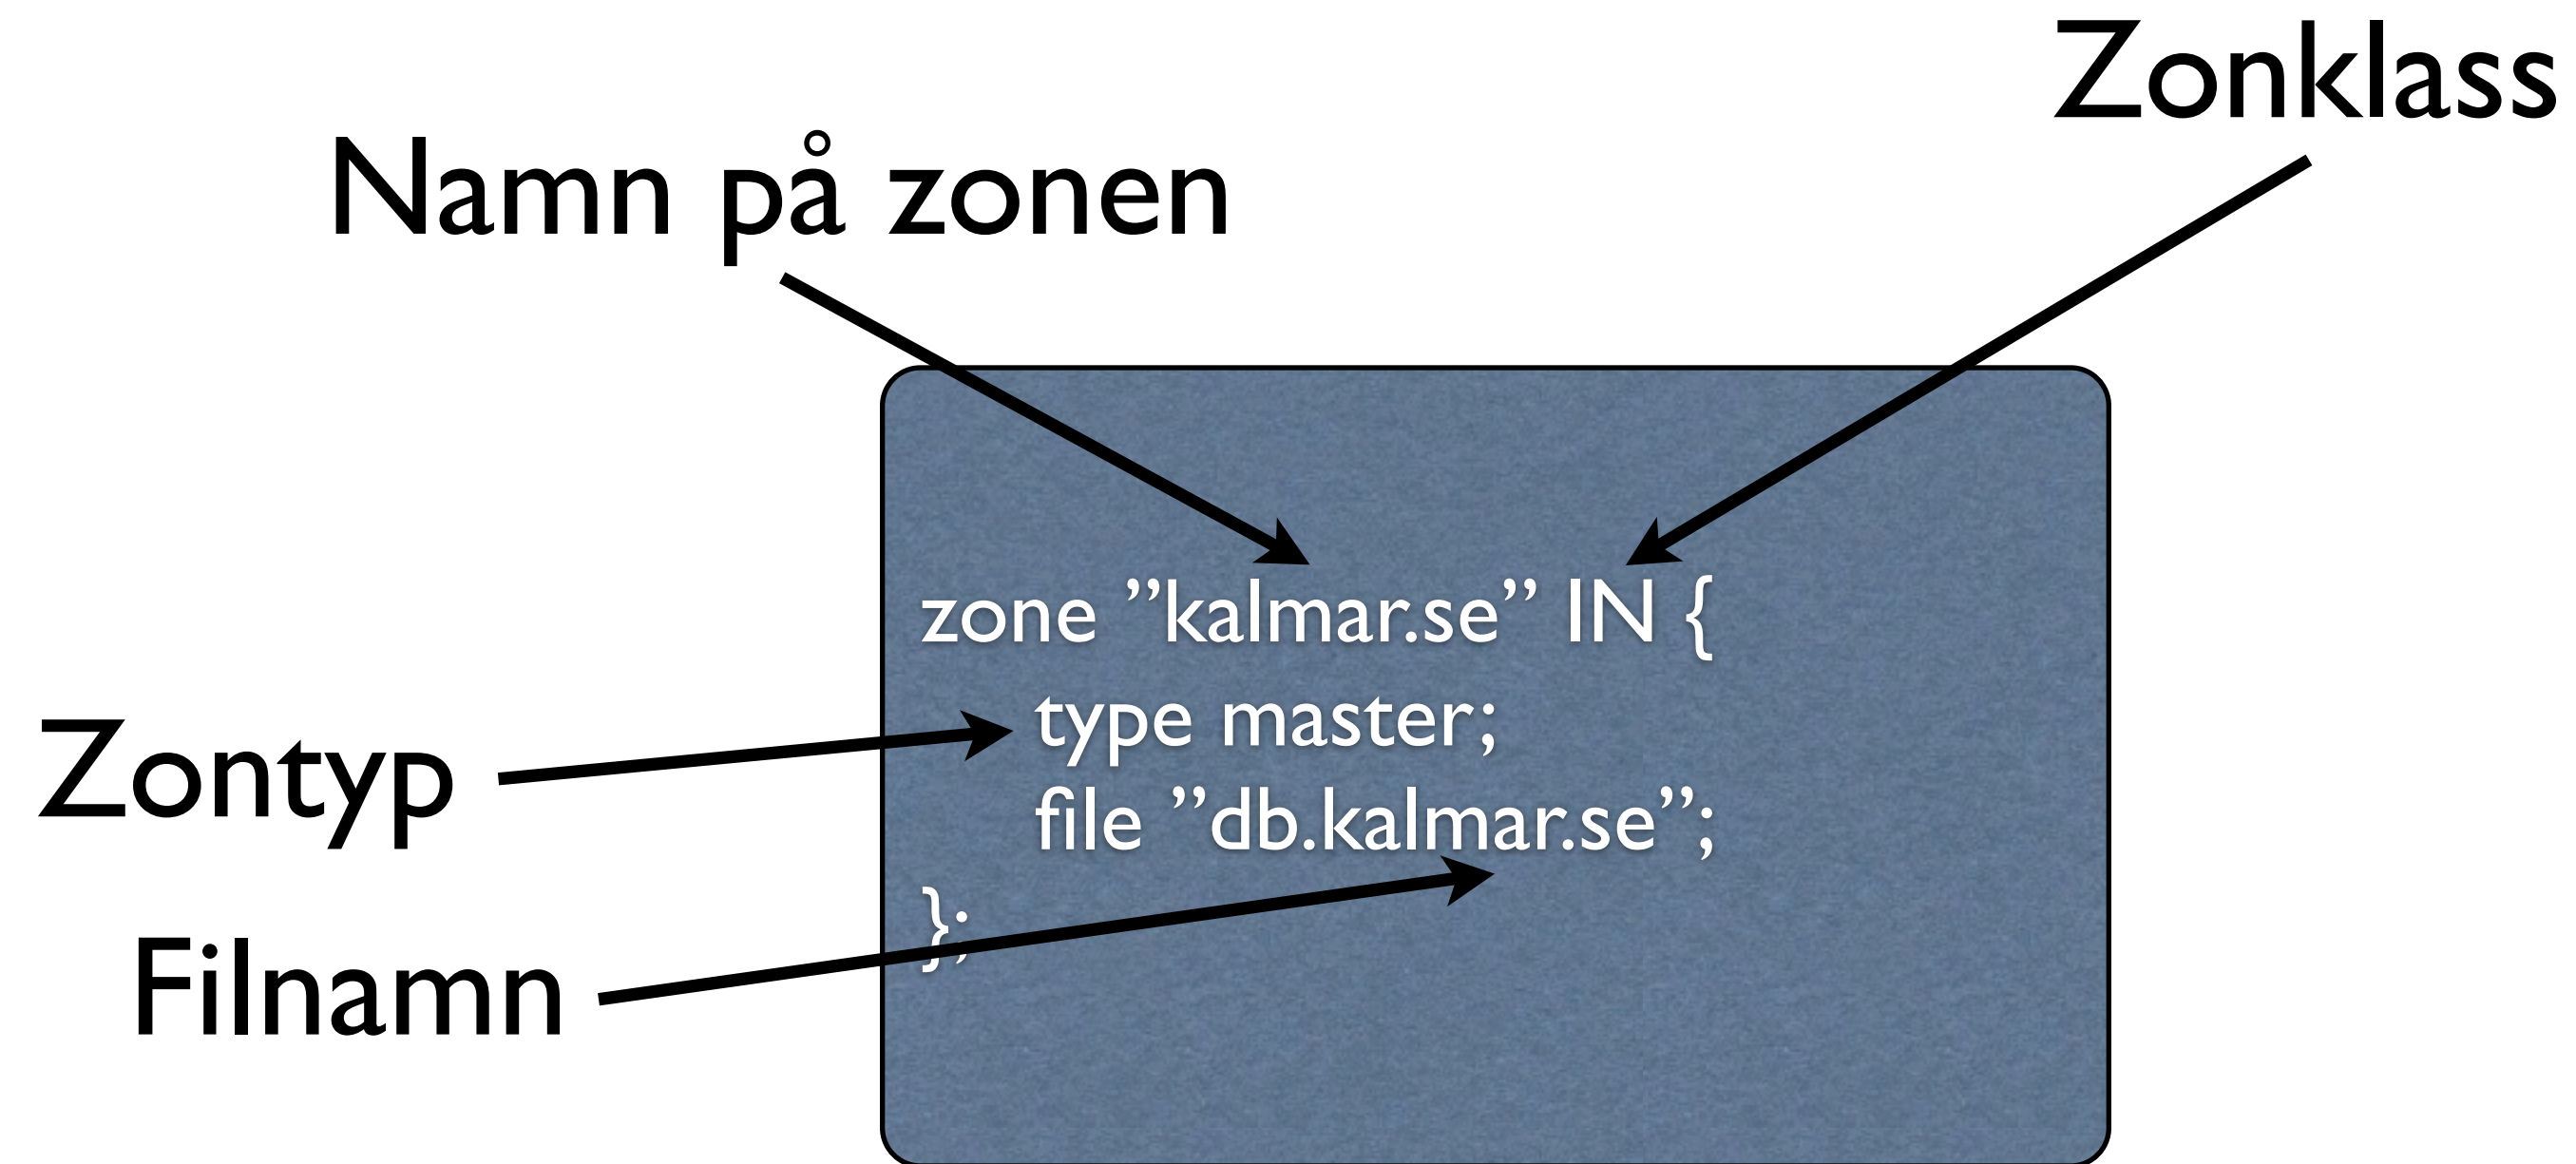 Zonklass
Namn på zonen
zone ”kalmar.se” IN {
type master;
Zontyp
file ”db.kalmar.se”;
};
Filnamn